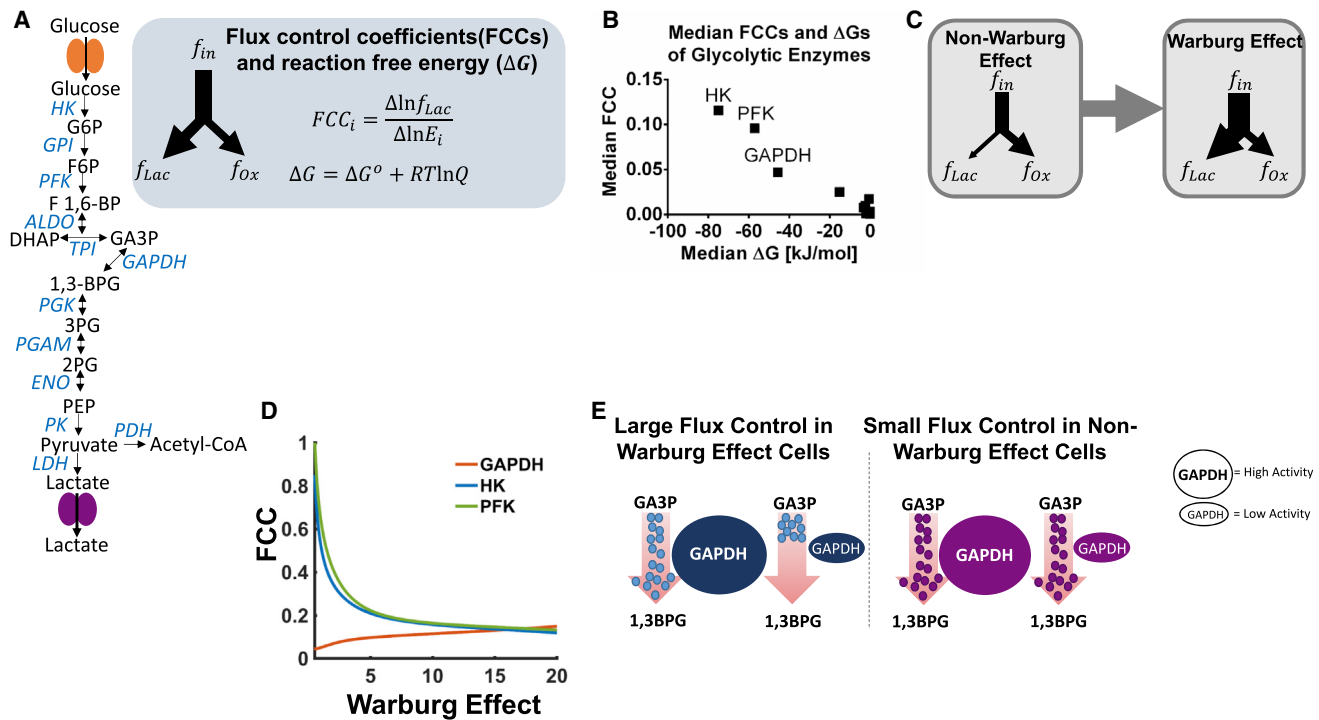 A
Glucose
Glucose
HK
G6P
GPI
F6P
PFK
F 1,6-BP
ALDO
DHAP
GA3P
TPI
GAPDH
1,3-BPG
PGK
3PG
PGAM
2PG
ENO
PEP
PK
PDH
Pyruvate
Acetyl-CoA
LDH
Lactate
Lactate
Flux control coefficients(FCCs)
and reaction free energy (ΔG)
f_in
f_Lac
f_Ox
FCC_i = Δln f_Lac / Δln E_i
ΔG = ΔG^o + RTlnQ
B
Median FCCs and ΔGs
of Glycolytic Enzymes
Median FCC
0.15
0.10
0.05
0.00
HK
PFK
GAPDH
-100 -80 -60 -40 -20 0
Median ΔG [kJ/mol]
C
Non-Warburg
Effect
f_in
f_Lac
f_Ox
Warburg Effect
f_in
f_Lac
f_Ox
D
FCC
1
0.8
0.6
0.4
0.2
0
GAPDH
HK
PFK
5 10 15 20
Warburg Effect
E
Large Flux Control in
Warburg Effect Cells
GA3P
GAPDH
1,3BPG
GA3P
GAPDH
1,3BPG
Small Flux Control in Non-
Warburg Effect Cells
GA3P
GAPDH
1,3BPG
GA3P
GAPDH
1,3BPG
GAPDH = High Activity
GAPDH = Low Activity